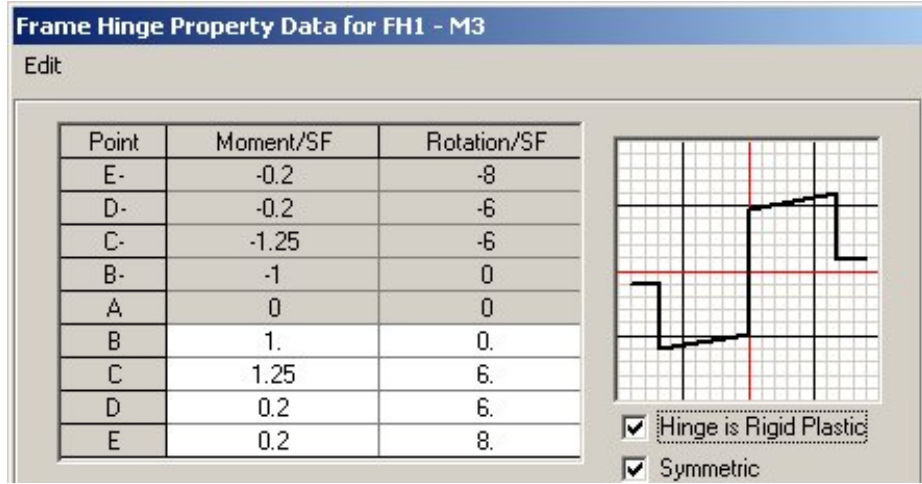 Frame Hinge Property Data for FH1 - M3
Edit
Point Moment/SF Rotation/SF
E- -0.2 -8
D- -0.2 -6
C- -1.25 -6
B- -1 0
A 0 0
B 1. 0.
C 1.25 6.
D 0.2 6.
E 0.2 8.
Hinge is Rigid Plastic
Symmetric